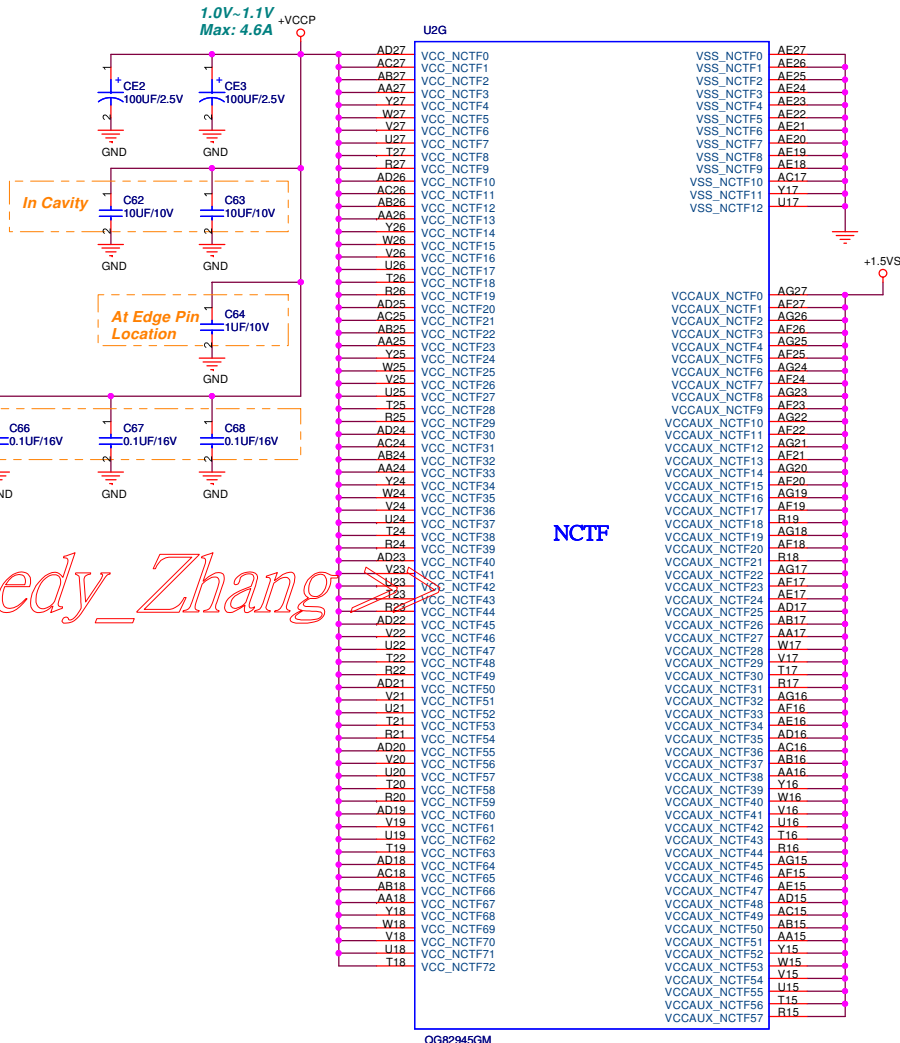 1.0V~1.1V
Max: 4.6A
+VCCP
1
+ CE2
100UF/2.5V
2
GND
1
+ CE3
100UF/2.5V
2
GND
In Cavity
1
C62
10UF/10V
2
GND
1
C63
10UF/10V
2
GND
At Edge Pin
Location
1
C64
1UF/10V
2
GND
C66
0.1UF/16V
ND
1
C67
0.1UF/16V
2
GND
1
C68
0.1UF/16V
2
GND
edy_Zhang>>
U2G
AD27 VCC_NCTF0
AC27 VCC_NCTF1
AB27 VCC_NCTF2
AA27 VCC_NCTF3
Y27 VCC_NCTF4
W27 VCC_NCTF5
V27 VCC_NCTF6
U27 VCC_NCTF7
T27 VCC_NCTF8
R27 VCC_NCTF9
AD26 VCC_NCTF10
AC26 VCC_NCTF11
AB26 VCC_NCTF12
AA26 VCC_NCTF13
Y26 VCC_NCTF14
W26 VCC_NCTF15
V26 VCC_NCTF16
U26 VCC_NCTF17
T26 VCC_NCTF18
R26 VCC_NCTF19
AD25 VCC_NCTF20
AC25 VCC_NCTF21
AB25 VCC_NCTF22
AA25 VCC_NCTF23
Y25 VCC_NCTF24
W25 VCC_NCTF25
V25 VCC_NCTF26
U25 VCC_NCTF27
T25 VCC_NCTF28
R25 VCC_NCTF29
AD24 VCC_NCTF30
AC24 VCC_NCTF31
AB24 VCC_NCTF32
AA24 VCC_NCTF33
Y24 VCC_NCTF34
W24 VCC_NCTF35
V24 VCC_NCTF36
U24 VCC_NCTF37
T24 VCC_NCTF38
R24 VCC_NCTF39
AD23 VCC_NCTF40
V23 VCC_NCTF41
U23 VCC_NCTF42
T23 VCC_NCTF43
R23 VCC_NCTF44
AD22 VCC_NCTF45
V22 VCC_NCTF46
U22 VCC_NCTF47
T22 VCC_NCTF48
R22 VCC_NCTF49
AD21 VCC_NCTF50
V21 VCC_NCTF51
U21 VCC_NCTF52
T21 VCC_NCTF53
R21 VCC_NCTF54
AD20 VCC_NCTF55
V20 VCC_NCTF56
U20 VCC_NCTF57
T20 VCC_NCTF58
R20 VCC_NCTF59
AD19 VCC_NCTF60
V19 VCC_NCTF61
U19 VCC_NCTF62
T19 VCC_NCTF63
AD18 VCC_NCTF64
AC18 VCC_NCTF65
AB18 VCC_NCTF66
AA18 VCC_NCTF67
Y18 VCC_NCTF68
W18 VCC_NCTF69
V18 VCC_NCTF70
U18 VCC_NCTF71
T18 VCC_NCTF72
NCTF
VSS_NCTF0 AE27
VSS_NCTF1 AE26
VSS_NCTF2 AE25
VSS_NCTF3 AE24
VSS_NCTF4 AE23
VSS_NCTF5 AE22
VSS_NCTF6 AE21
VSS_NCTF7 AE20
VSS_NCTF8 AE19
VSS_NCTF9 AE18
VSS_NCTF10 AC17
VSS_NCTF11 Y17
VSS_NCTF12 U17
+1.5VS
VCCAUX_NCTF0 AG27
VCCAUX_NCTF1 AF27
VCCAUX_NCTF2 AG26
VCCAUX_NCTF3 AF26
VCCAUX_NCTF4 AG25
VCCAUX_NCTF5 AF25
VCCAUX_NCTF6 AG24
VCCAUX_NCTF7 AF24
VCCAUX_NCTF8 AG23
VCCAUX_NCTF9 AF23
VCCAUX_NCTF10 AG22
VCCAUX_NCTF11 AF22
VCCAUX_NCTF12 AG21
VCCAUX_NCTF13 AF21
VCCAUX_NCTF14 AG20
VCCAUX_NCTF15 AF20
VCCAUX_NCTF16 AG19
VCCAUX_NCTF17 AF19
VCCAUX_NCTF18 R19
VCCAUX_NCTF19 AG18
VCCAUX_NCTF20 AF18
VCCAUX_NCTF21 R18
VCCAUX_NCTF22 AG17
VCCAUX_NCTF23 AF17
VCCAUX_NCTF24 AE17
VCCAUX_NCTF25 AD17
VCCAUX_NCTF26 AB17
VCCAUX_NCTF27 AA17
VCCAUX_NCTF28 W17
VCCAUX_NCTF29 V17
VCCAUX_NCTF30 T17
VCCAUX_NCTF31 R17
VCCAUX_NCTF32 AG16
VCCAUX_NCTF33 AF16
VCCAUX_NCTF34 AE16
VCCAUX_NCTF35 AD16
VCCAUX_NCTF36 AC16
VCCAUX_NCTF37 AB16
VCCAUX_NCTF38 AA16
VCCAUX_NCTF39 Y16
VCCAUX_NCTF40 W16
VCCAUX_NCTF41 V16
VCCAUX_NCTF42 U16
VCCAUX_NCTF43 T16
VCCAUX_NCTF44 R16
VCCAUX_NCTF45 AG15
VCCAUX_NCTF46 AF15
VCCAUX_NCTF47 AE15
VCCAUX_NCTF48 AD15
VCCAUX_NCTF49 AC15
VCCAUX_NCTF50 AB15
VCCAUX_NCTF51 AA15
VCCAUX_NCTF52 Y15
VCCAUX_NCTF53 W15
VCCAUX_NCTF54 V15
VCCAUX_NCTF55 U15
VCCAUX_NCTF56 T15
VCCAUX_NCTF57 R15
QG82945GM